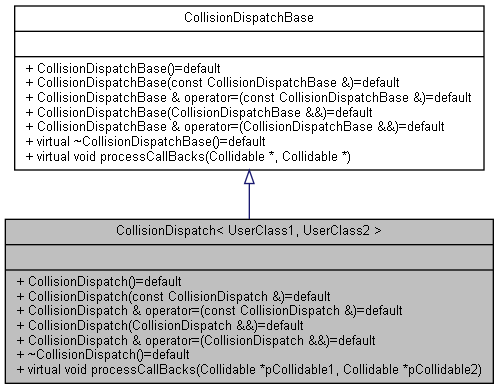 CollisionDispatchBase
+ CollisionDispatchBase()=default
+ CollisionDispatchBase(const CollisionDispatchBase &)=default
+ CollisionDispatchBase & operator=(const CollisionDispatchBase &)=default
+ CollisionDispatchBase(CollisionDispatchBase &&)=default
+ CollisionDispatchBase & operator=(CollisionDispatchBase &&)=default
+ virtual ~CollisionDispatchBase()=default
+ virtual void processCallBacks(Collidable *, Collidable *)
CollisionDispatch< UserClass1, UserClass2 >
+ CollisionDispatch()=default
+ CollisionDispatch(const CollisionDispatch &)=default
+ CollisionDispatch & operator=(const CollisionDispatch &)=default
+ CollisionDispatch(CollisionDispatch &&)=default
+ CollisionDispatch & operator=(CollisionDispatch &&)=default
+ ~CollisionDispatch()=default
+ virtual void processCallBacks(Collidable *pCollidable1, Collidable *pCollidable2)